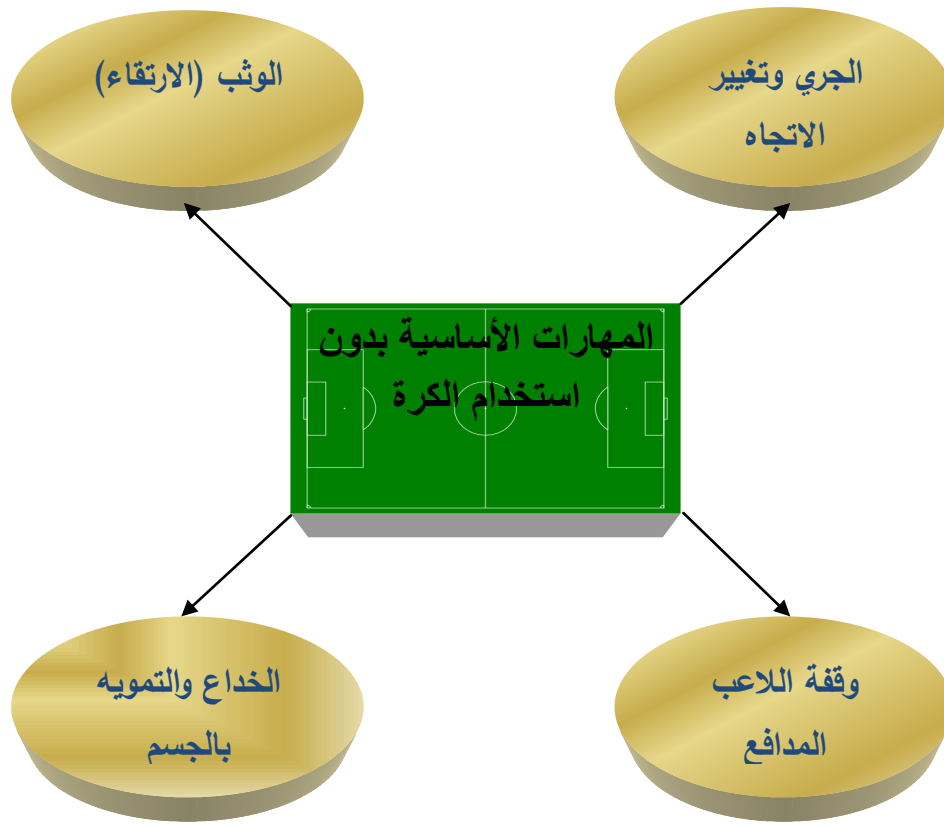 الجري وتغيير
الاتجاه
الوثب (الارتقاء)
المهارات الأساسية بدون
استخدام الكرة
وقفة اللاعب
المدافع
الخداع والتمويه
بالجسم